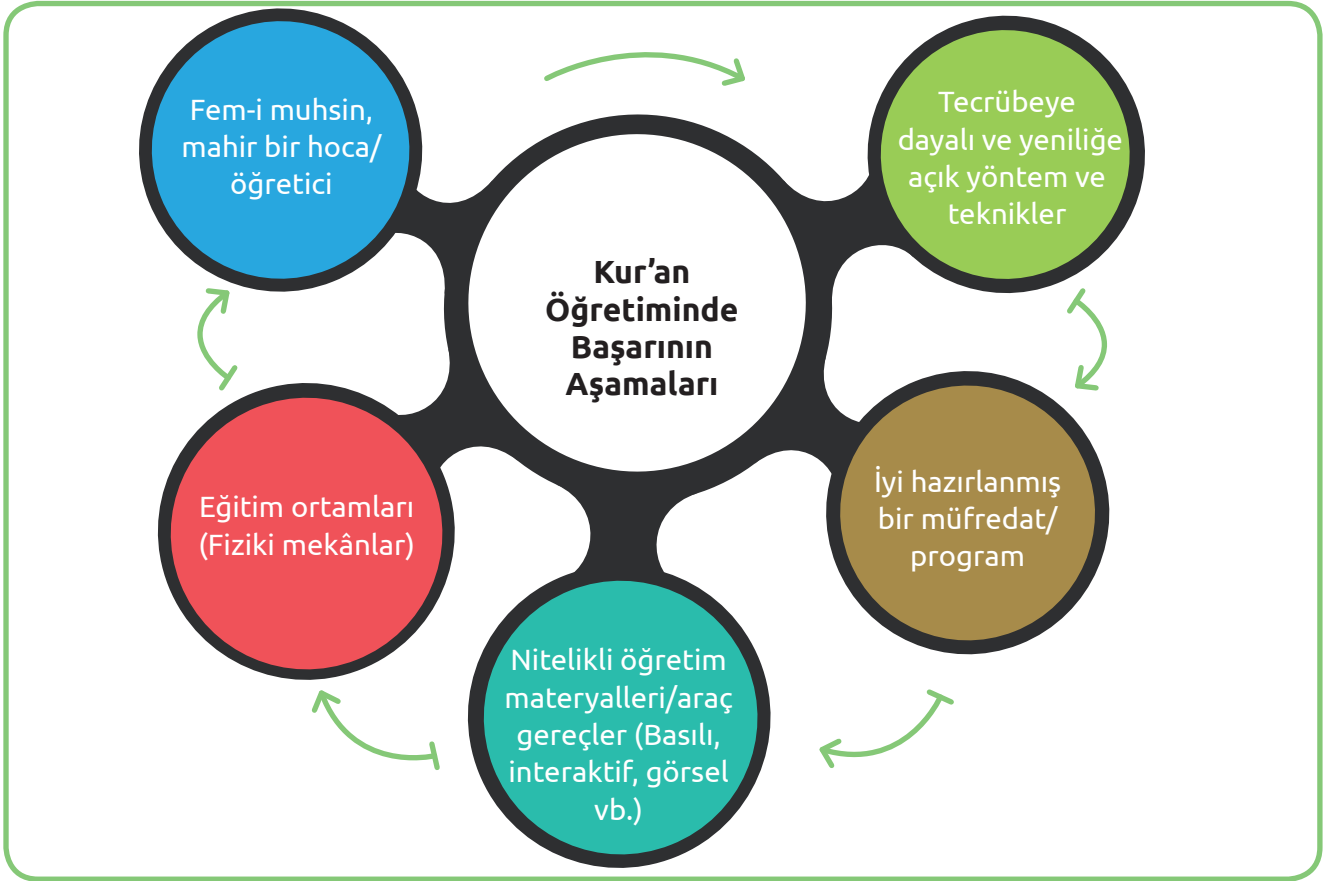 Kur’an
Öğretiminde
Başarının
Aşamaları
Fem-i muhsin,
mahir bir hoca/
öğretici
Tecrübeye
dayalı ve yeniliğe
açık yöntem ve
teknikler
İyi hazırlanmış
bir müfredat/
program
Nitelikli öğretim
materyalleri/araç
gereçler (Basılı,
interaktif, görsel
vb.)
Eğitim ortamları
(Fiziki mekânlar)